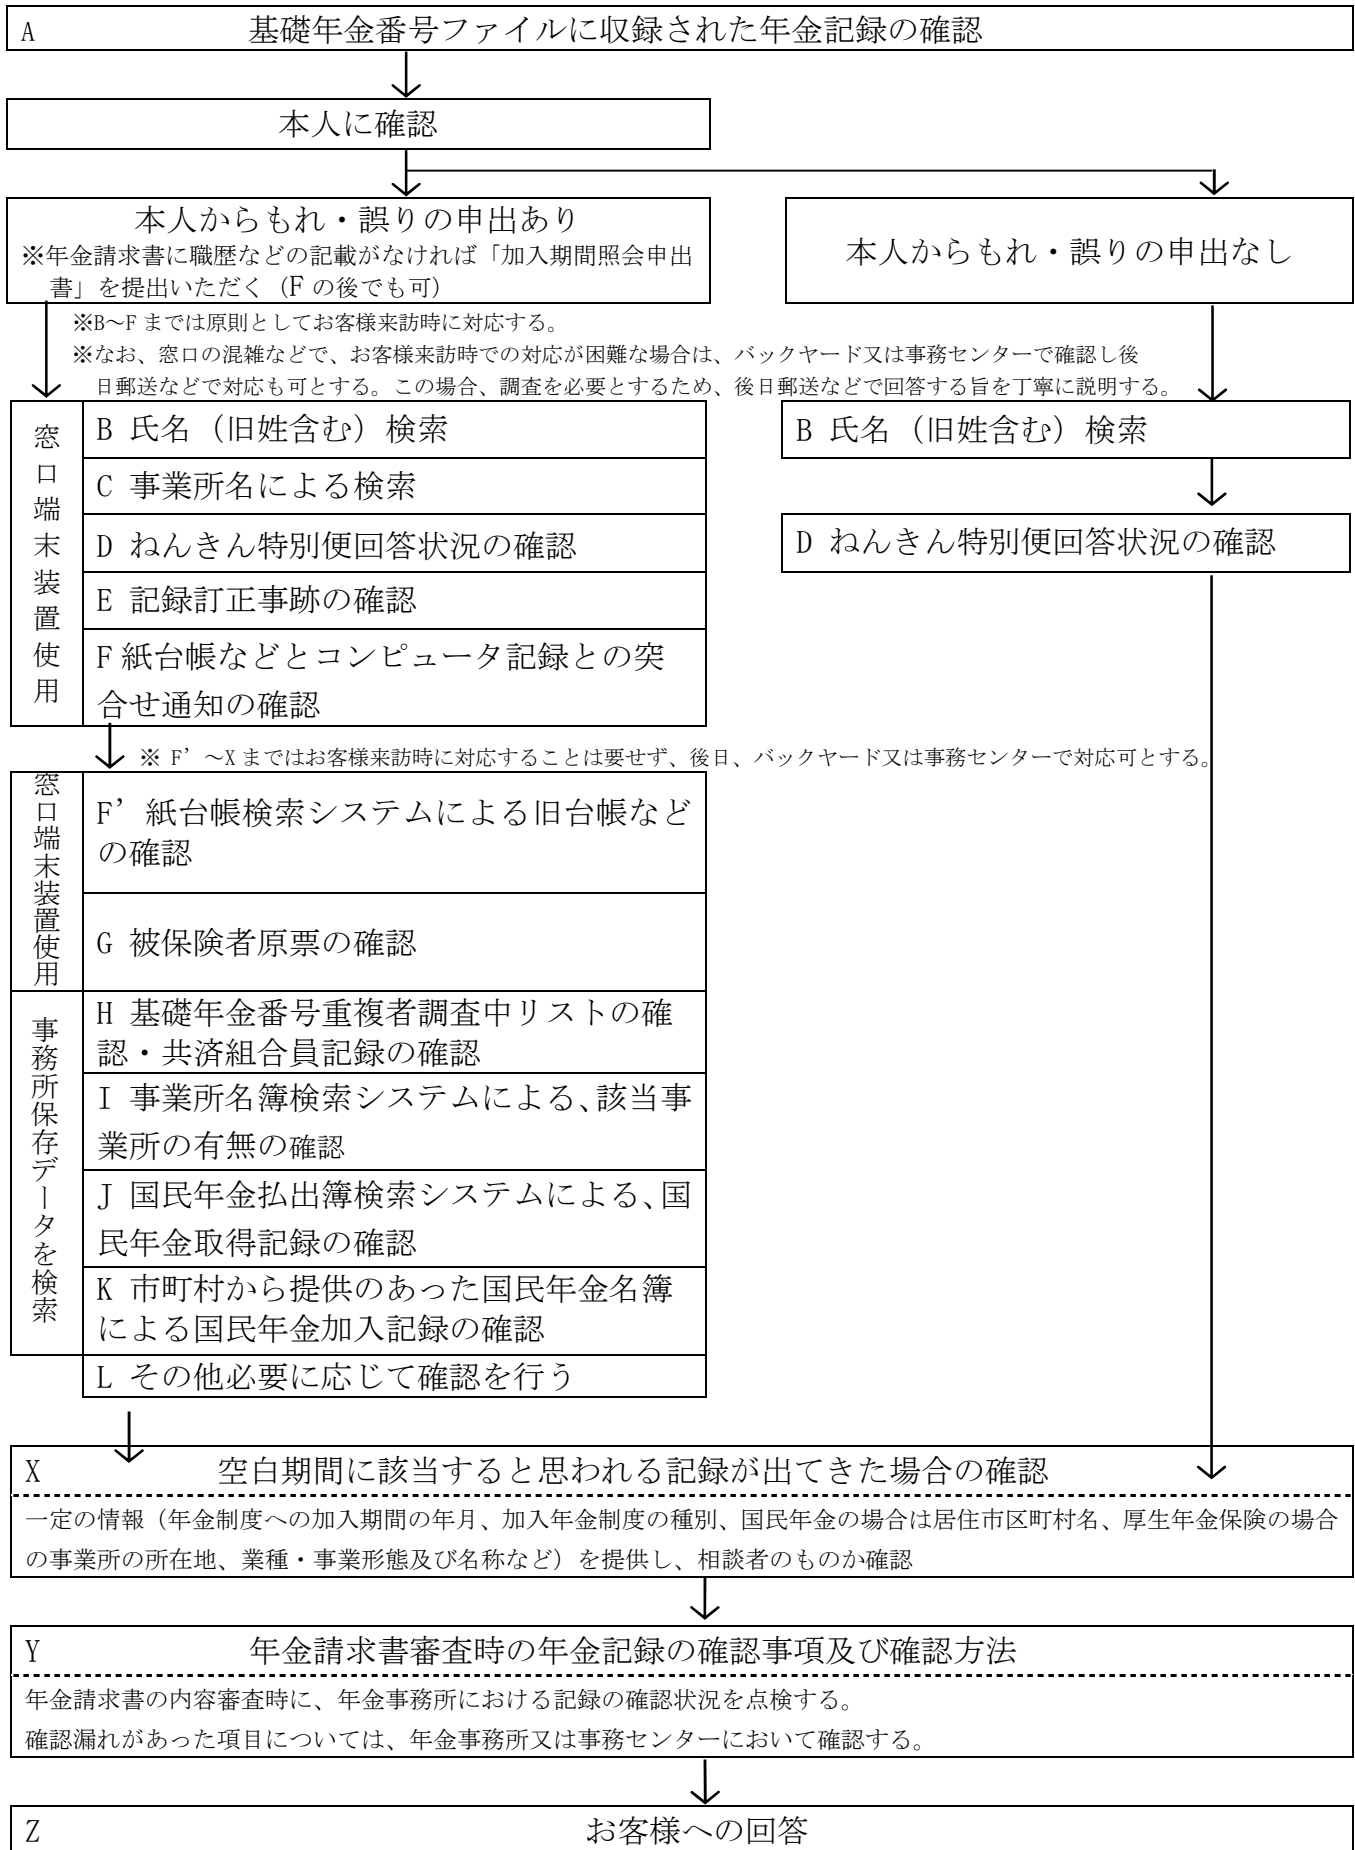 A 基礎年金番号ファイルに収録された年金記録の確認
本人に確認
本人からもれ・誤りの申出あり
※年金請求書に職歴などの記載がなければ「加入期間照会申出
書」を提出いただく（F の後でも可）
本人からもれ・誤りの申出なし
※B～F までは原則としてお客様来訪時に対応する。
※なお、窓口の混雑などで、お客様来訪時での対応が困難な場合は、バックヤード又は事務センターで確認し後
日郵送などで対応も可とする。この場合、調査を必要とするため、後日郵送などで回答する旨を丁寧に説明する。
窓口端末装置使用
B 氏名（旧姓含む）検索
C 事業所名による検索
D ねんきん特別便回答状況の確認
E 記録訂正事跡の確認
F 紙台帳などとコンピュータ記録との突
合せ通知の確認
B 氏名（旧姓含む）検索
D ねんきん特別便回答状況の確認
※ F’～X まではお客様来訪時に対応することは要せず、後日、バックヤード又は事務センターで対応可とする。
窓口端末装置使用
F’紙台帳検索システムによる旧台帳など
の確認
G 被保険者原票の確認
事務所保存データを検索
H 基礎年金番号重複者調査中リストの確
認・共済組合員記録の確認
I 事業所名簿検索システムによる、該当事
業所の有無の確認
J 国民年金払出簿検索システムによる、国
民年金取得記録の確認
K 市町村から提供のあった国民年金名簿
による国民年金加入記録の確認
L その他必要に応じて確認を行う
X 空白期間に該当すると思われる記録が出てきた場合の確認
一定の情報（年金制度への加入期間の年月、加入年金制度の種別、国民年金の場合は居住市区町村名、厚生年金保険の場合
の事業所の所在地、業種・事業形態及び名称など）を提供し、相談者のものか確認
Y 年金請求書審査時の年金記録の確認事項及び確認方法
年金請求書の内容審査時に、年金事務所における記録の確認状況を点検する。
確認漏れがあった項目については、年金事務所又は事務センターにおいて確認する。
Z お客様への回答